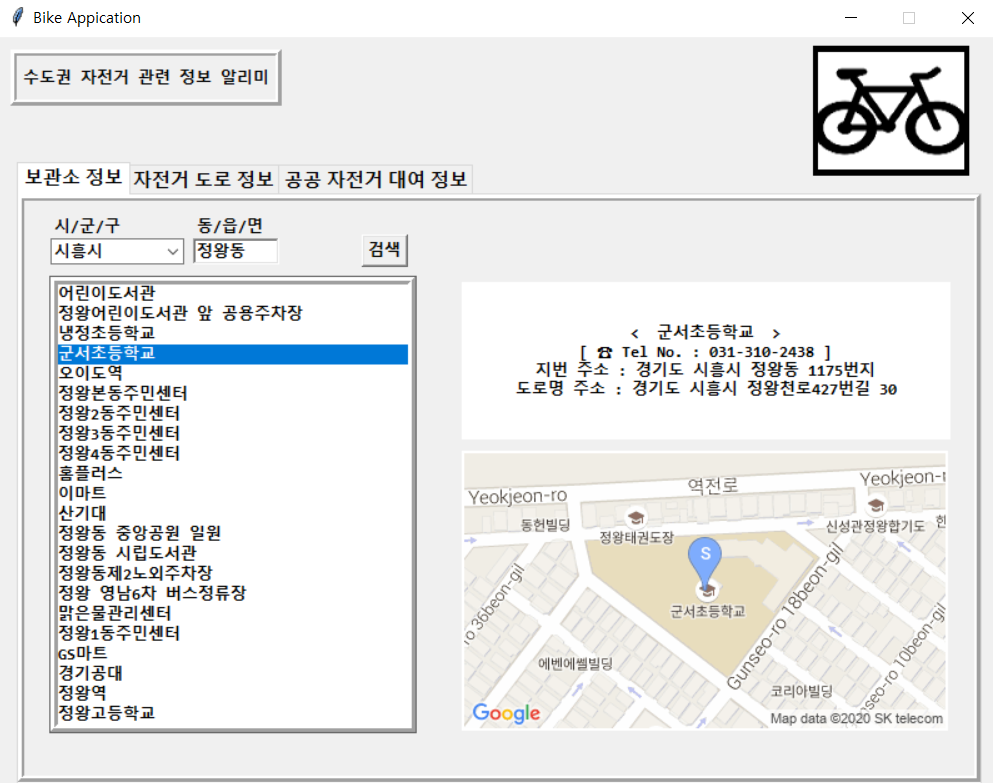 Bike Appication
수도권 자전거 관련 정보 알리미
보관소 정보 자전거 도로 정보 공공 자전거 대여 정보
시/군/구 동/읍/면
시흥시 정왕동 검색
어린이도서관
정왕어린이도서관 앞 공용주차장
냉정초등학교
군서초등학교
오이도역
정왕본동주민센터
정왕2동주민센터
정왕3동주민센터
정왕4동주민센터
홈플러스
이마트
산기대
정왕동 중앙공원 일원
정왕동 시립도서관
정왕동제2노외주차장
정왕 영남6차 버스정류장
맑은물관리센터
정왕1동주민센터
GS마트
경기공대
정왕역
정왕고등학교
< 군서초등학교 >
[ ☎ Tel No. : 031-310-2438 ]
지번 주소 : 경기도 시흥시 정왕동 1175번지
도로명 주소 : 경기도 시흥시 정왕천로427번길 30
Yeokjeon-ro 역전로 Yeokjeon-r
동헌빌딩 정왕태권도장 신성관정왕합기도 한
S
군서초등학교
ro 36beon-gil
Gunseo-ro 18beon-gil
seo-ro 10beon-gil
에벤에쎌빌딩
코리아빌딩
Google
Map data ©2020 SK telecom